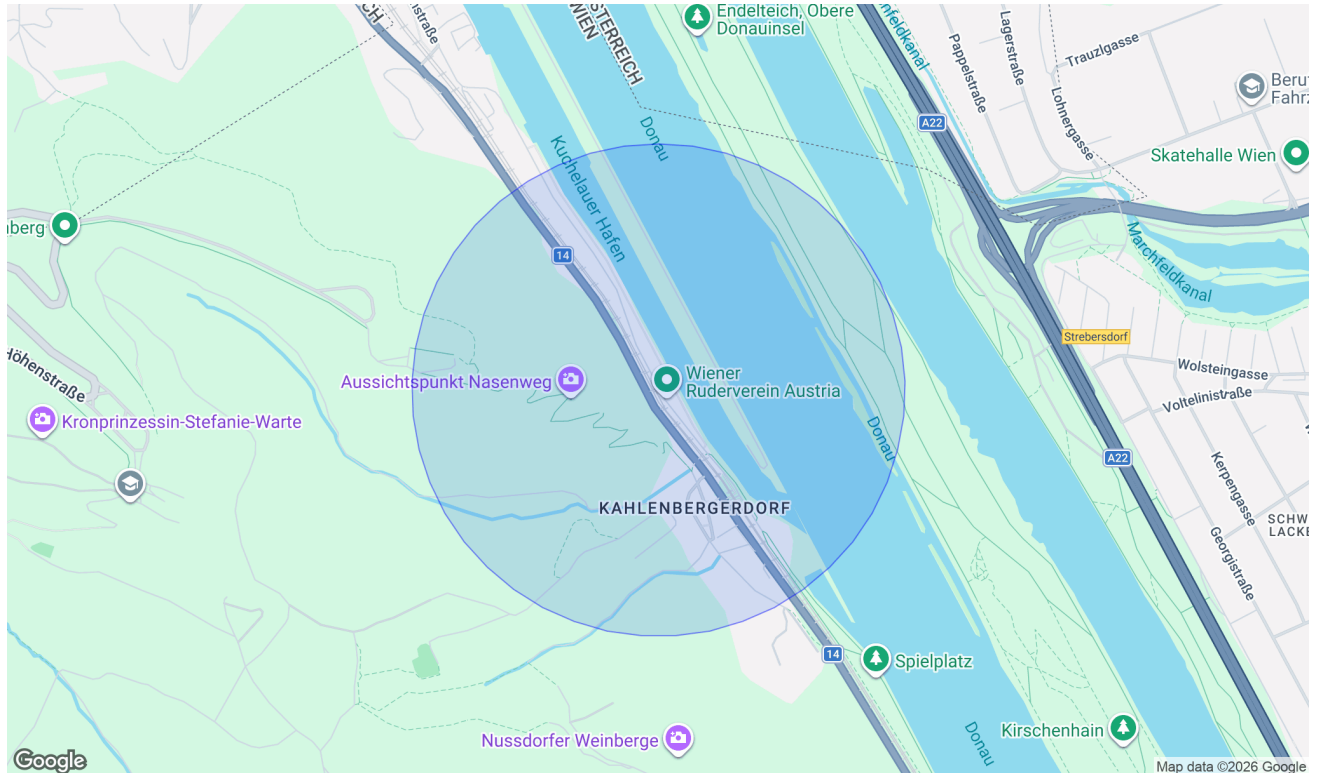 Endelteich, Obere
Donauinsel
STERREICH
WIEN
Pappelstraße
Lagerstraße
Trauzlgasse
Lohnergasse
A22
Skatehalle Wien
Donau
Kuchelauer Hafen
14
Marchfeldkanal
Strebersdorf
Höhenstraße
Aussichtspunkt Nasenweg
Wiener
Ruderverein Austria
Wolsteingasse
Voltelinistraße
Kronprinzessin-Stefanie-Warte
Donau
A22
Kerpengasse
KAHLENBERGERDORF
SCHW
LACKE
Georgistraße
14
Spielplatz
Nussdorfer Weinberge
Kirschenhain
Donau
Google
Map data ©2026 Google